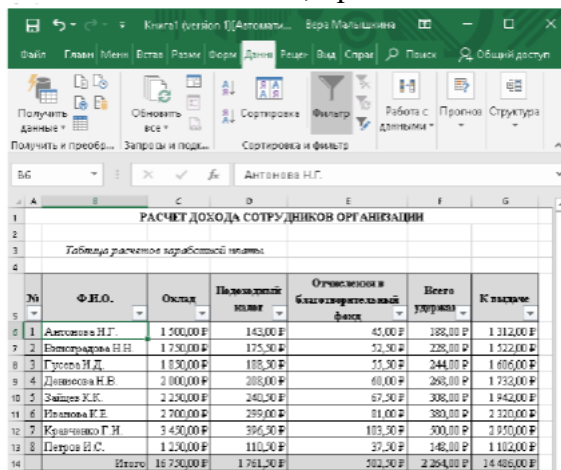 Книга1 (version 1)[Автомати... Вера Малышкина
Файл Главн Мени Встав Разме Форм Данни Рецег Вид Справ Поиск Общий доступ
Получить данные Обновить все Сортировка Фильтр Работа с данными Прогноз Структура
Получить и преобр... Запросы и подк... Сортировка и фильтр
B6 fx Антонова Н.Г.
A B C D E F G
1 РАСЧЕТ ДОХОДА СОТРУДНИКОВ ОРГАНИЗАЦИИ
2
3 Таблица расчетов заработной платы
4
5 № Ф.И.О. Оклад Подоходный налог Отчисления в благотворительный фонд Всего К выдаче
6 1 Антонова Н.Г. 1 500,00 ₽ 143,00 ₽ 45,00 ₽ 188,00 ₽ 1 312,00 ₽
7 2 Виноградова Н.Н. 1 750,00 ₽ 175,50 ₽ 52,50 ₽ 228,00 ₽ 1 522,00 ₽
8 3 Гусева И.Д. 1 850,00 ₽ 188,50 ₽ 55,50 ₽ 244,00 ₽ 1 606,00 ₽
9 4 Денисова Н.В. 2 000,00 ₽ 208,00 ₽ 60,00 ₽ 268,00 ₽ 1 732,00 ₽
10 5 Зайцев К.К. 2 250,00 ₽ 240,50 ₽ 67,50 ₽ 308,00 ₽ 1 942,00 ₽
11 6 Иванова К.Е. 2 700,00 ₽ 299,00 ₽ 81,00 ₽ 380,00 ₽ 2 320,00 ₽
12 7 Кравченко Г.И. 3 450,00 ₽ 396,50 ₽ 103,50 ₽ 500,00 ₽ 2 950,00 ₽
13 8 Петров И.С. 1 250,00 ₽ 110,50 ₽ 37,50 ₽ 148,00 ₽ 1 102,00 ₽
14 Итого 16 750,00 ₽ 1 761,50 ₽ 502,50 ₽ 2 264,00 ₽ 14 486,00 ₽